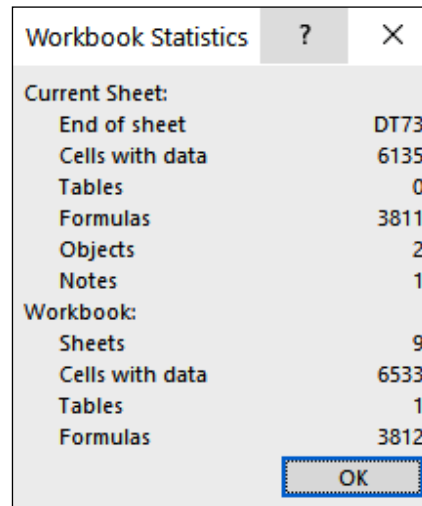 Workbook Statistics ? ×
Current Sheet:
End of sheet DT73
Cells with data 6135
Tables 0
Formulas 3811
Objects 2
Notes 1
Workbook:
Sheets 9
Cells with data 6533
Tables 1
Formulas 3812
OK